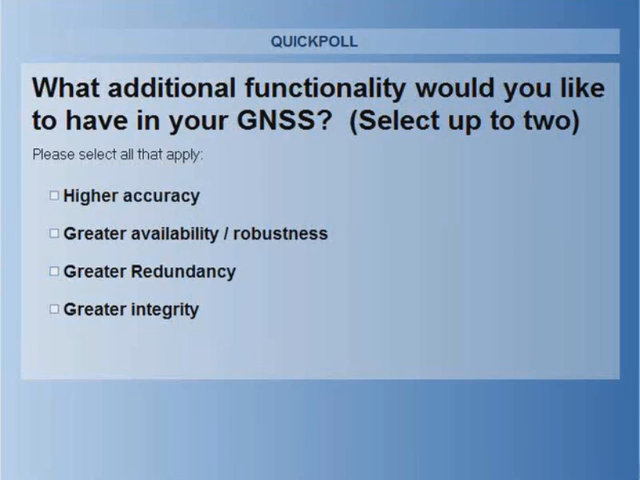 QUICKPOLL
What additional functionality would you like
to have in your GNSS? (Select up to two)
Please select all that apply:
Higher accuracy
Greater availability / robustness
Greater Redundancy
Greater integrity